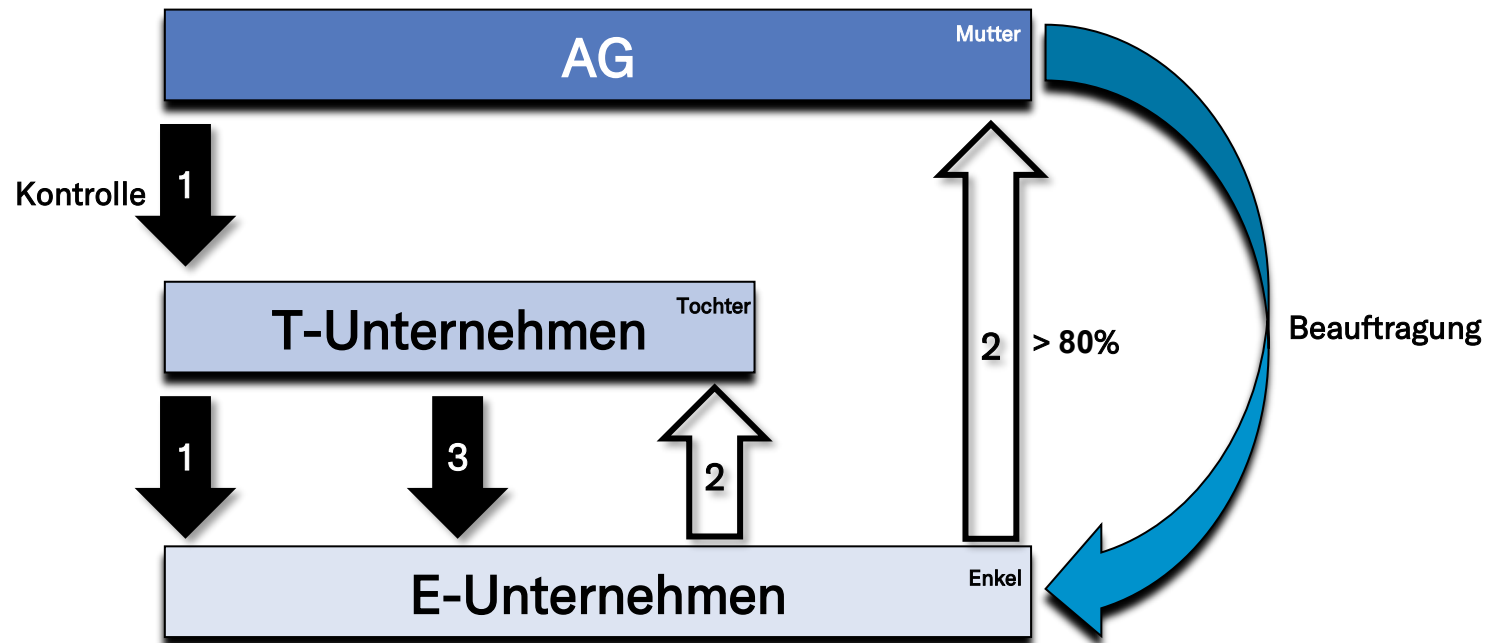 Mutter
AG
Kontrolle
1
Tochter
T-Unternehmen
2
> 80%
Beauftragung
1
3
2
Enkel
E-Unternehmen